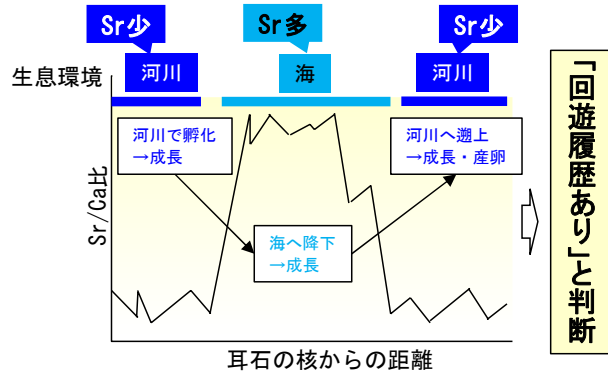 Sr少
Sr多
Sr少
生息環境
河川
海
河川
河川で孵化
→成長
河川へ遡上
→成長・産卵
海へ降下
→成長
Sr/Ca比
耳石の核からの距離
「回遊履歴あり」と判断